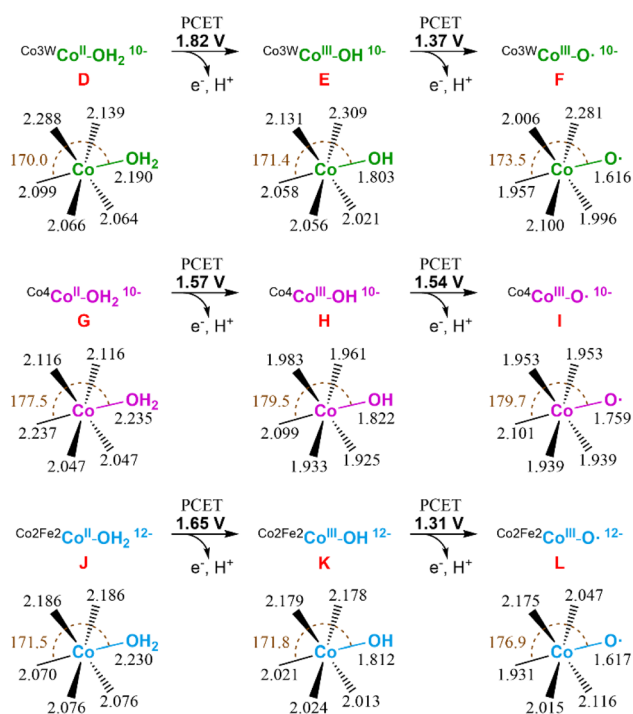 PCET PCET
Co3WCoII-OH2 10- 1.82 V Co3WCoIII-OH 10- 1.37 V Co3WCoIII-O· 10-
D e-, H+ E e-, H+ F
2.288 2.139 2.131 2.309 2.006 2.281
170.0 Co OH2 171.4 Co OH 173.5 Co O·
2.099 2.190 2.058 1.803 1.957 1.616
2.066 2.064 2.056 2.021 2.100 1.996
PCET PCET
Co4CoII-OH2 10- 1.57 V Co4CoIII-OH 10- 1.54 V Co4CoIII-O· 10-
G e-, H+ H e-, H+ I
2.116 2.116 1.983 1.961 1.953 1.953
177.5 Co OH2 179.5 Co OH 179.7 Co O·
2.237 2.235 2.099 1.822 2.101 1.759
2.047 2.047 1.933 1.925 1.939 1.939
PCET PCET
Co2Fe2CoII-OH2 12- 1.65 V Co2Fe2CoIII-OH 12- 1.31 V Co2Fe2CoIII-O· 12-
J e-, H+ K e-, H+ L
2.186 2.186 2.179 2.178 2.175 2.047
171.5 Co OH2 171.8 Co OH 176.9 Co O·
2.070 2.230 2.021 1.812 1.931 1.617
2.076 2.076 2.024 2.013 2.015 2.116